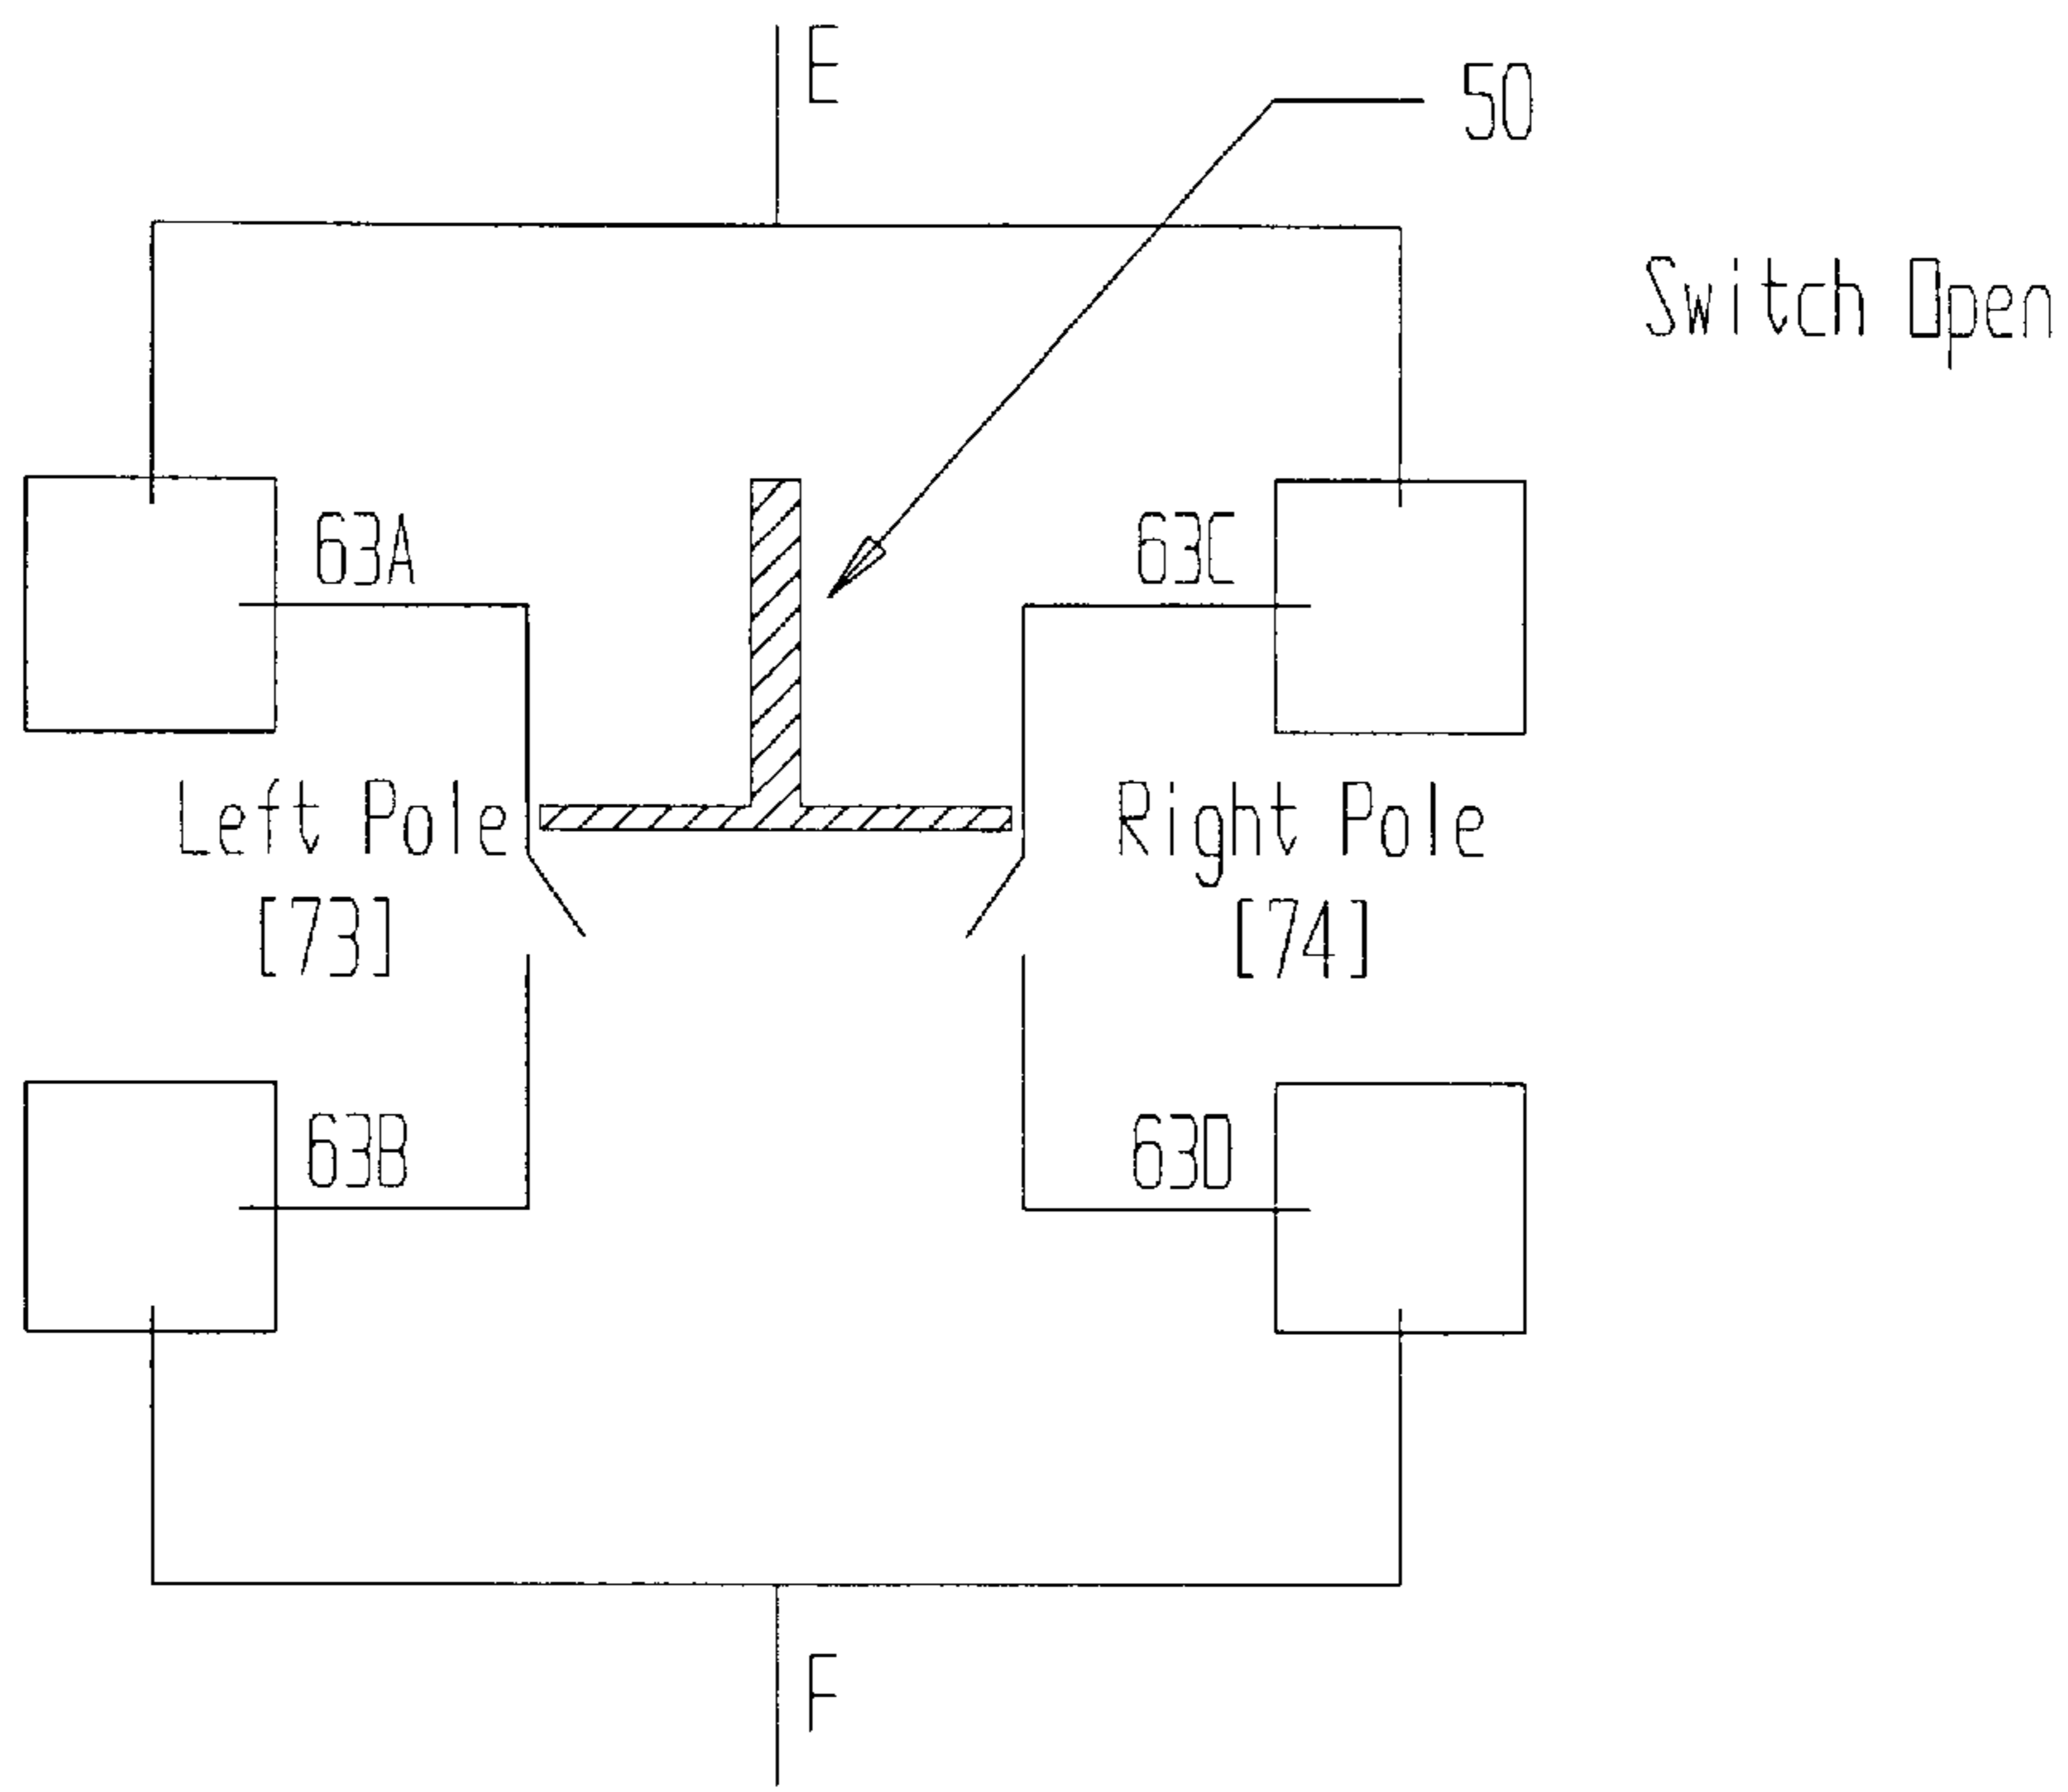 E
50
Switch Open
63A
63C
Left Pole
[73]
Right Pole
[74]
63B
63D
F